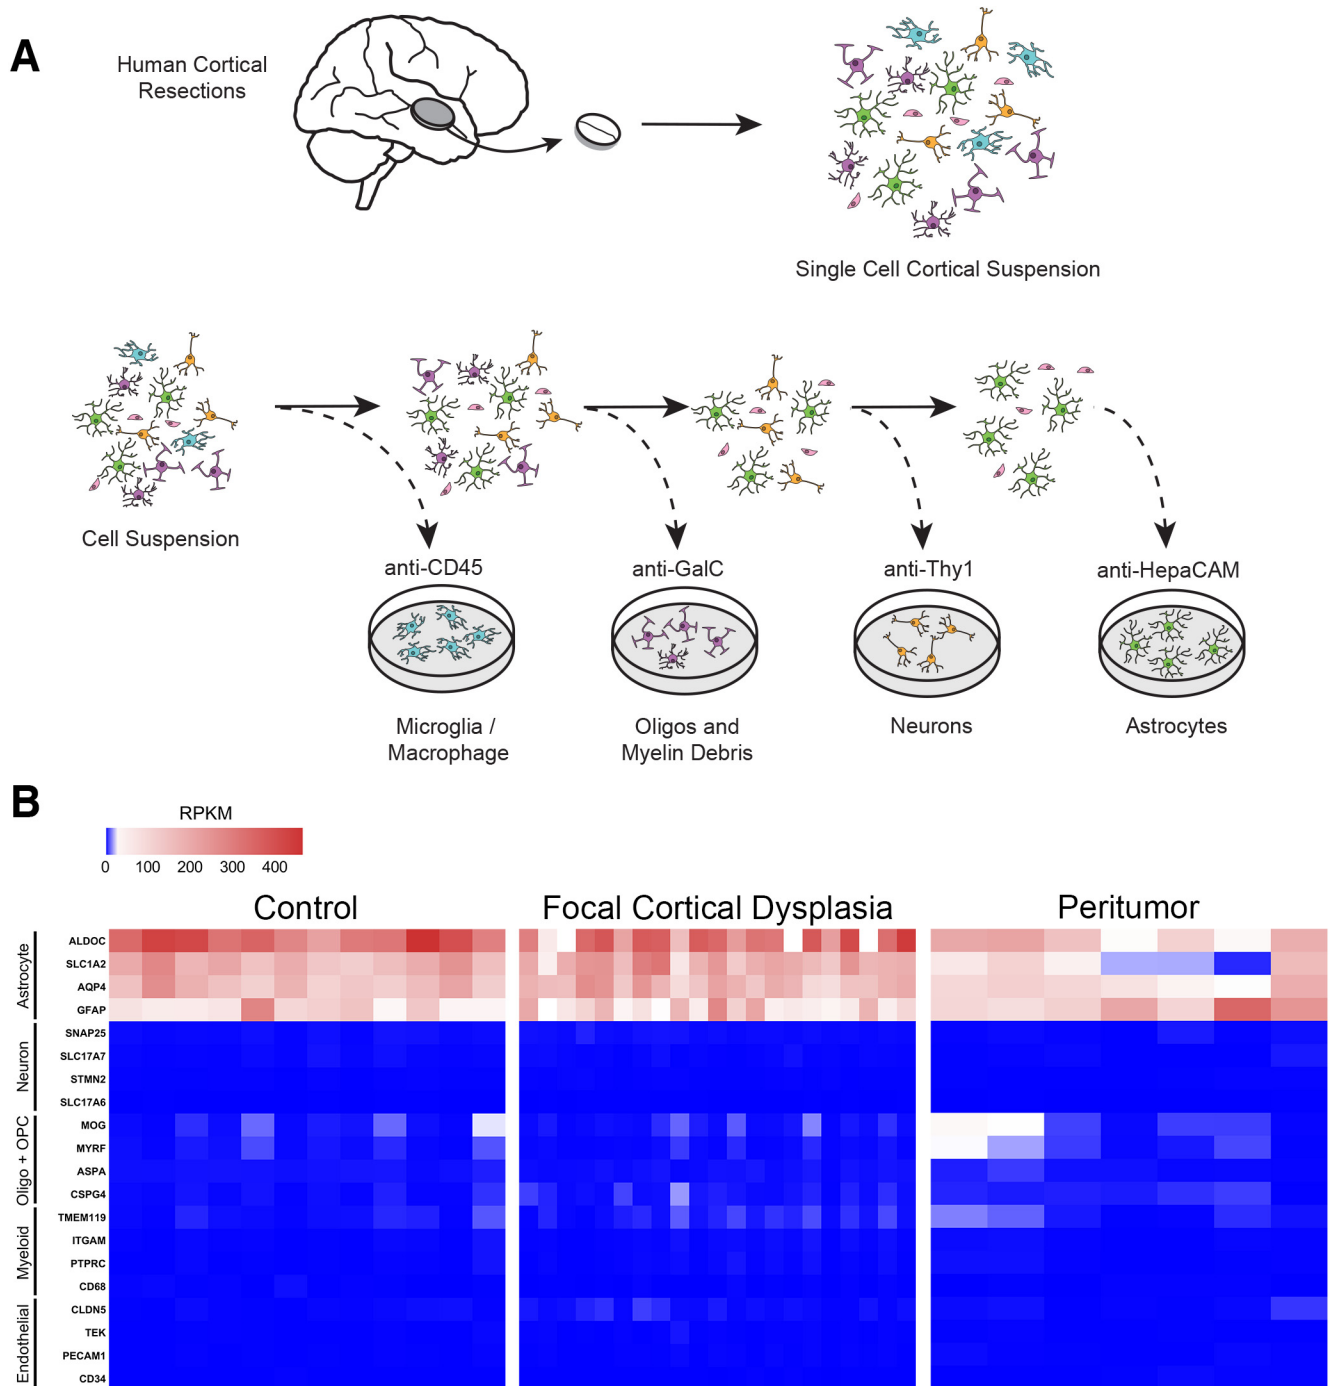 A
Human Cortical
Resections
Single Cell Cortical Suspension
Cell Suspension
anti-CD45
anti-GalC
anti-Thy1
anti-HepaCAM
Microglia /
Macrophage
Oligos and
Myelin Debris
Neurons
Astrocytes
B
RPKM
0 100 200 300 400
Control
Focal Cortical Dysplasia
Peritumor
Astrocyte
ALDOC
SLC1A2
AQP4
GFAP
Neuron
SNAP25
SLC17A7
STMN2
SLC17A6
Oligo + OPC
MOG
MYRF
ASPA
CSPG4
Myeloid
TMEM119
ITGAM
PTPRC
CD68
Endothelial
CLDN5
TEK
PECAM1
CD34